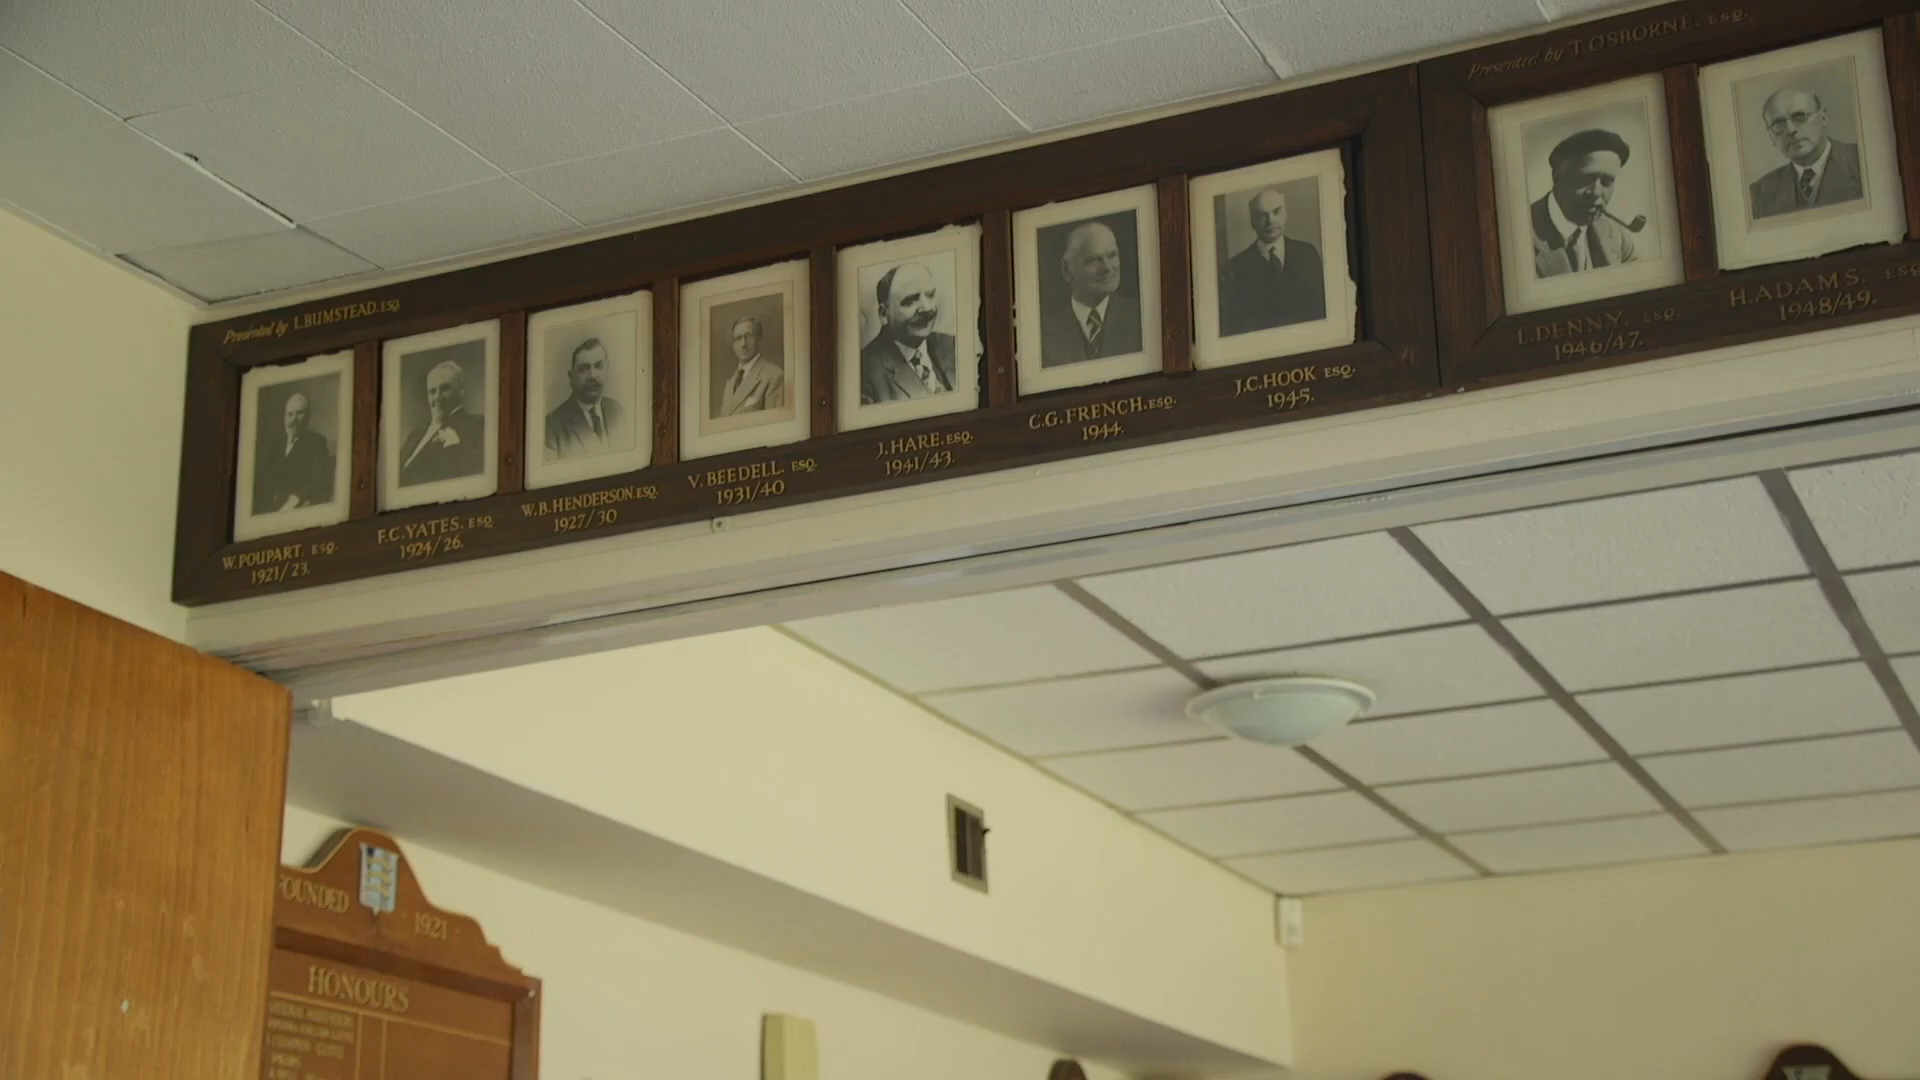 Presented by L.BUMSTEAD.ESQ
W.POUPART. ESQ.
1921/23.
F.C.YATES. ESQ
1924/26.
W.B.HENDERSON.ESQ.
1927/30
V.BEEDELL. ESQ.
1931/40
J.HARE.ESQ.
1941/43.
C.G.FRENCH.ESQ.
1944.
J.C.HOOK ESQ.
1945.
Presented by T.OSBORNE. ESQ.
L.DENNY. ESQ.
1946/47.
H.ADAMS. ESQ
1948/49.
FOUNDED 1921
HONOURS